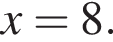 x = 8.